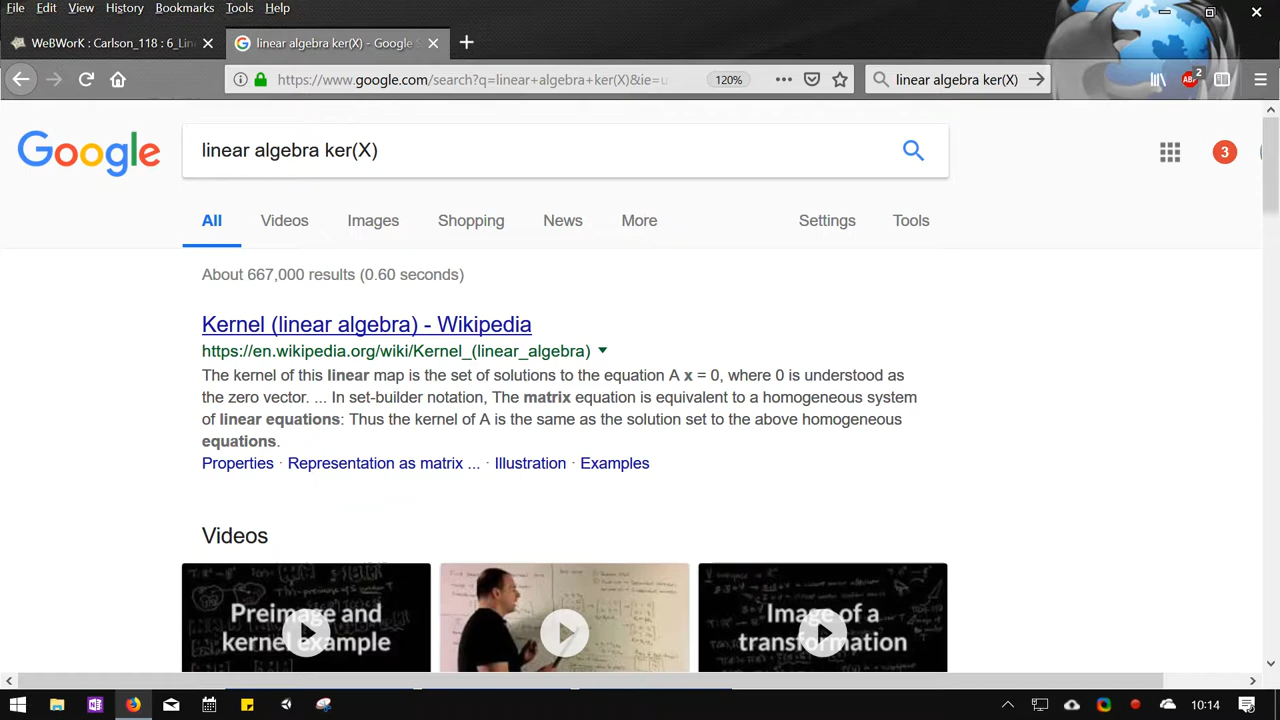 File Edit View History Bookmarks Tools Help
WeBWorK : Carlson_118 : 6_Lin
linear algebra ker(X) - Google S
https://www.google.com/search?q=linear+algebra+ker(X)&ie=u
120%
linear algebra ker(X)
ABP 2
Google
linear algebra ker(X)
3
All Videos Images Shopping News More Settings Tools
About 667,000 results (0.60 seconds)
Kernel (linear algebra) - Wikipedia
https://en.wikipedia.org/wiki/Kernel_(linear_algebra)
The kernel of this linear map is the set of solutions to the equation A x = 0, where 0 is understood as
the zero vector. ... In set-builder notation, The matrix equation is equivalent to a homogeneous system
of linear equations: Thus the kernel of A is the same as the solution set to the above homogeneous
equations.
Properties · Representation as matrix ... · Illustration · Examples
Videos
Preimage and
kernel example
Image of a
transformation
10:14